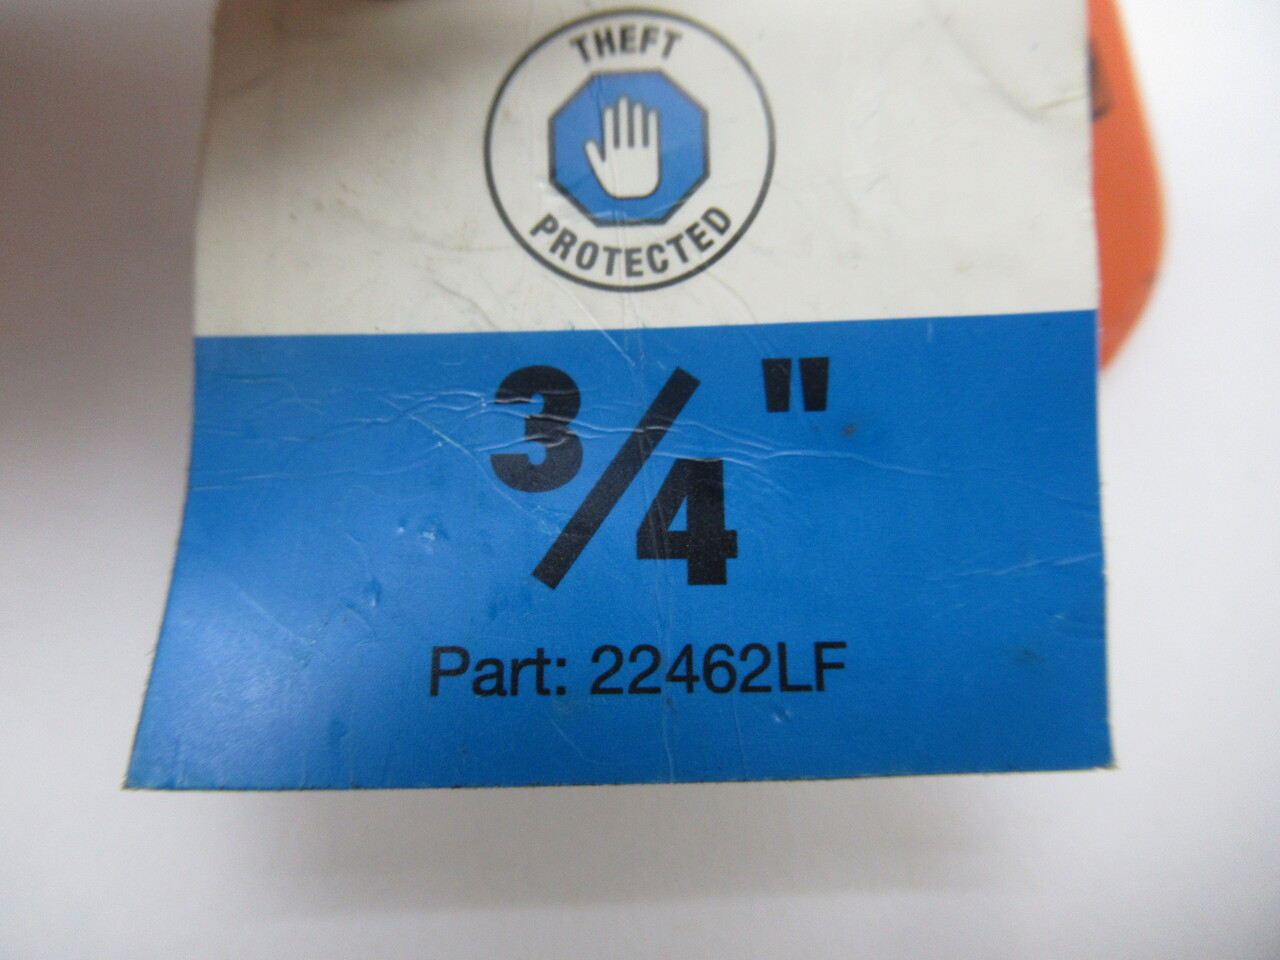 THEFT
PROTECTED
3/4"
Part: 22462LF